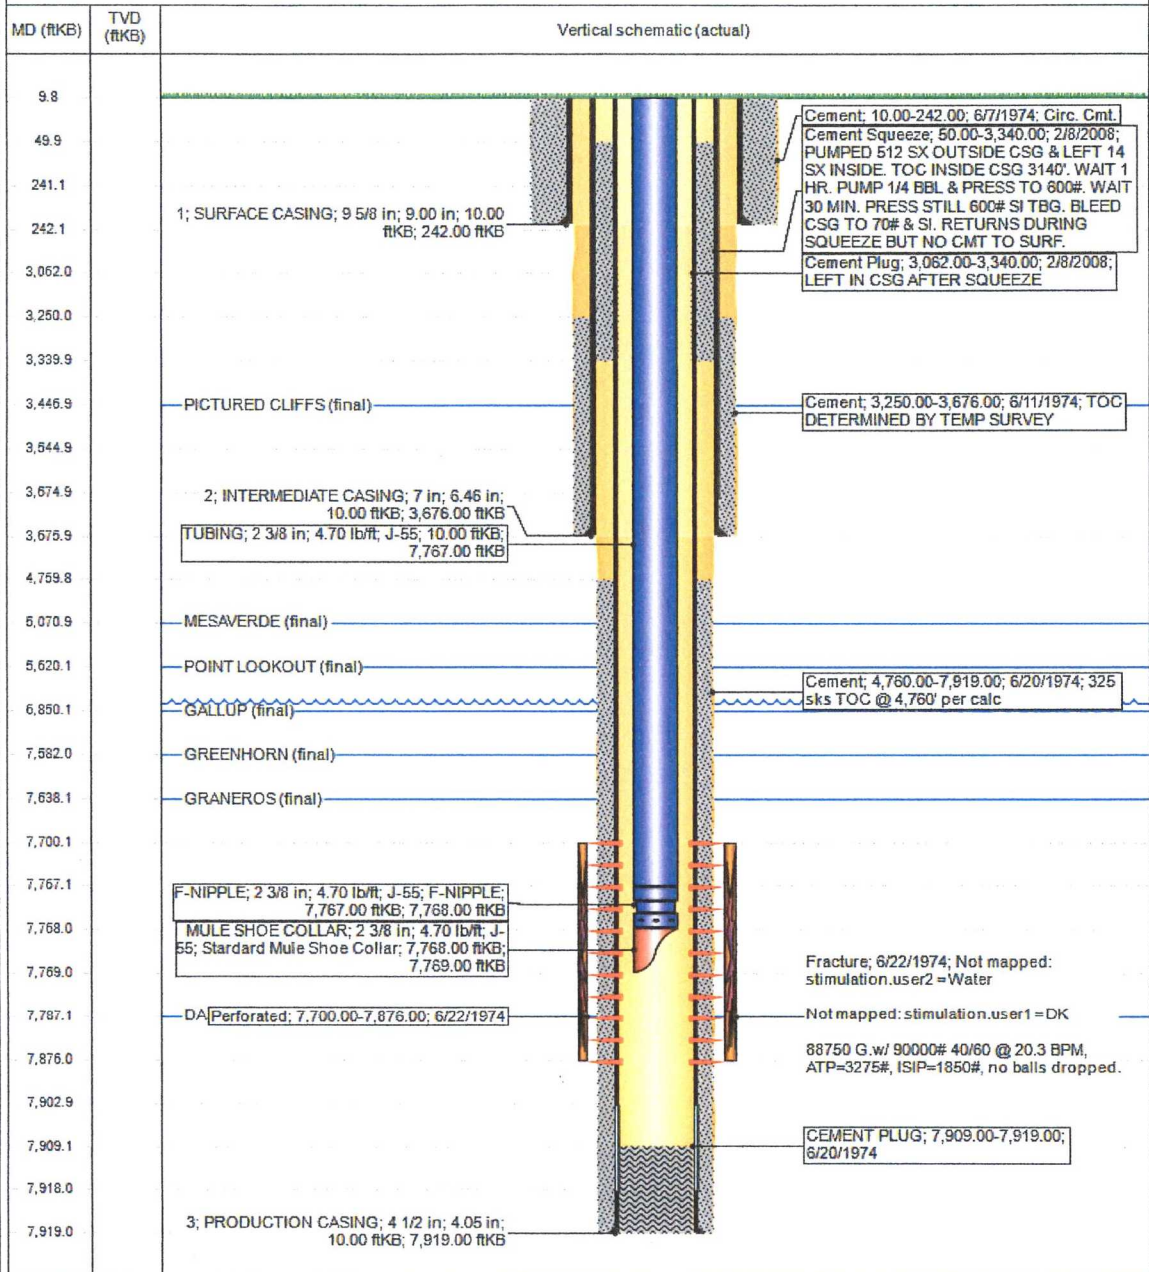 MD (ftKB)
TVD
(ftKB)
Vertical schematic (actual)
9.8
49.9
241.1
242.1
3,062.0
3,250.0
3,339.9
3,446.9
3,544.9
3,674.9
3,675.9
4,759.8
5,070.9
5,620.1
6,850.1
7,582.0
7,638.1
7,700.1
7,767.1
7,768.0
7,769.0
7,787.1
7,876.0
7,902.9
7,909.1
7,918.0
7,919.0
1; SURFACE CASING; 9 5/8 in; 9.00 in; 10.00
ftKB; 242.00 ftKB
PICTURED CLIFFS (final)
2; INTERMEDIATE CASING; 7 in; 6.46 in;
10.00 ftKB; 3,676.00 ftKB
TUBING; 2 3/8 in; 4.70 lb/ft; J-55; 10.00 ftKB;
7,767.00 ftKB
MESAVERDE (final)
POINT LOOKOUT (final)
GALLUP (final)
GREENHORN (final)
GRANEROS (final)
F-NIPPLE; 2 3/8 in; 4.70 lb/ft; J-55; F-NIPPLE;
7,767.00 ftKB; 7,768.00 ftKB
MULE SHOE COLLAR; 2 3/8 in; 4.70 lb/ft; J-
55; Stardard Mule Shoe Collar; 7,768.00 ftKB;
7,769.00 ftKB
DA
Perforated; 7,700.00-7,876.00; 6/22/1974
3; PRODUCTION CASING; 4 1/2 in; 4.05 in;
10.00 ftKB; 7,919.00 ftKB
Cement; 10.00-242.00; 6/7/1974; Circ. Cmt.
Cement Squeeze; 50.00-3,340.00; 2/8/2008;
PUMPED 512 SX OUTSIDE CSG & LEFT 14
SX INSIDE. TOC INSIDE CSG 3140'. WAIT 1
HR. PUMP 1/4 BBL & PRESS TO 600#. WAIT
30 MIN. PRESS STILL 600# SI TBG. BLEED
CSG TO 70# & SI. RETURNS DURING
SQUEEZE BUT NO CMT TO SURF.
Cement Plug; 3,062.00-3,340.00; 2/8/2008;
LEFT IN CSG AFTER SQUEEZE
Cement; 3,250.00-3,676.00; 6/11/1974; TOC
DETERMINED BY TEMP SURVEY
Cement; 4,760.00-7,919.00; 6/20/1974; 325
sks TOC @ 4,760' per calc
Fracture; 6/22/1974; Not mapped:
stimulation.user2 = Water
Not mapped: stimulation.user1 = DK
88750 G.w/ 90000# 40/60 @ 20.3 BPM,
ATP=3275#, ISIP=1850#, no balls dropped.
CEMENT PLUG; 7,909.00-7,919.00;
6/20/1974